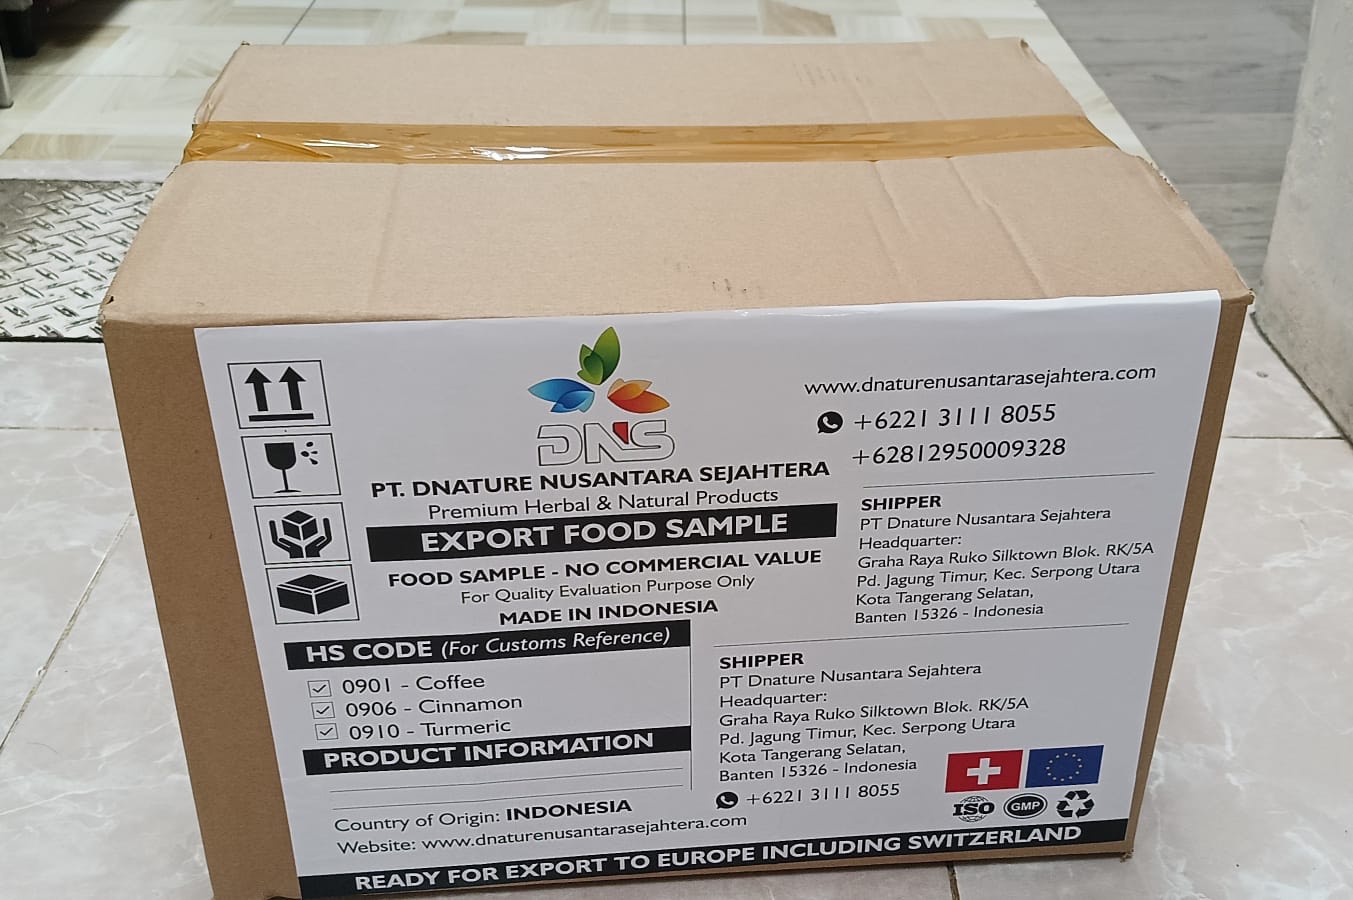 DNS
PT. DNATURE NUSANTARA SEJAHTERA
Premium Herbal & Natural Products
EXPORT FOOD SAMPLE
FOOD SAMPLE - NO COMMERCIAL VALUE
For Quality Evaluation Purpose Only
MADE IN INDONESIA
www.dnaturenusantarasejahtera.com
+6221 3111 8055
+62812950009328
SHIPPER
PT Dnature Nusantara Sejahtera
Headquarter:
Graha Raya Ruko Silktown Blok. RK/5A
Pd. Jagung Timur, Kec. Serpong Utara
Kota Tangerang Selatan,
Banten 15326 - Indonesia
HS CODE (For Customs Reference)
0901 - Coffee
0906 - Cinnamon
0910 - Turmeric
PRODUCT INFORMATION
Country of Origin: INDONESIA
Website: www.dnaturenusantarasejahtera.com
SHIPPER
PT Dnature Nusantara Sejahtera
Headquarter:
Graha Raya Ruko Silktown Blok. RK/5A
Pd. Jagung Timur, Kec. Serpong Utara
Kota Tangerang Selatan,
Banten 15326 - Indonesia
+6221 3111 8055
ISO
GMP
READY FOR EXPORT TO EUROPE INCLUDING SWITZERLAND